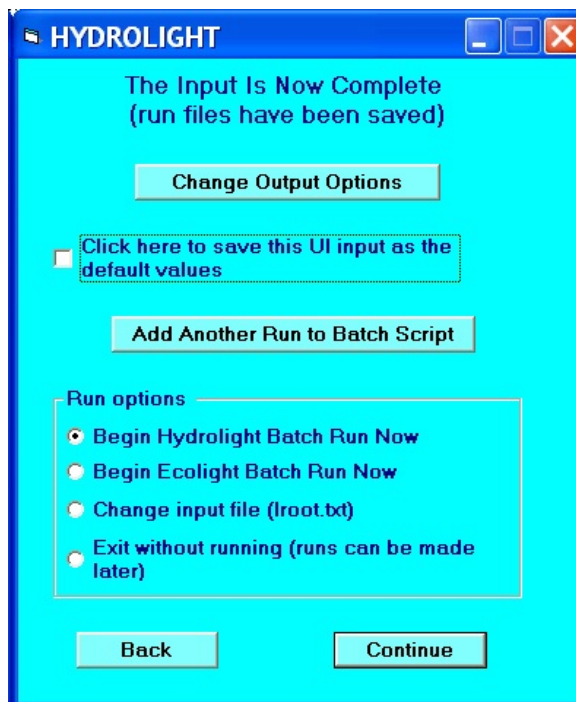 HYDROLIGHT
The Input Is Now Complete
(run files have been saved)
Change Output Options
Click here to save this UI input as the
default values
Add Another Run to Batch Script
Run options
Begin Hydrolight Batch Run Now
Begin Ecolight Batch Run Now
Change input file (Iroot.txt)
Exit without running (runs can be made
later)
Back
Continue